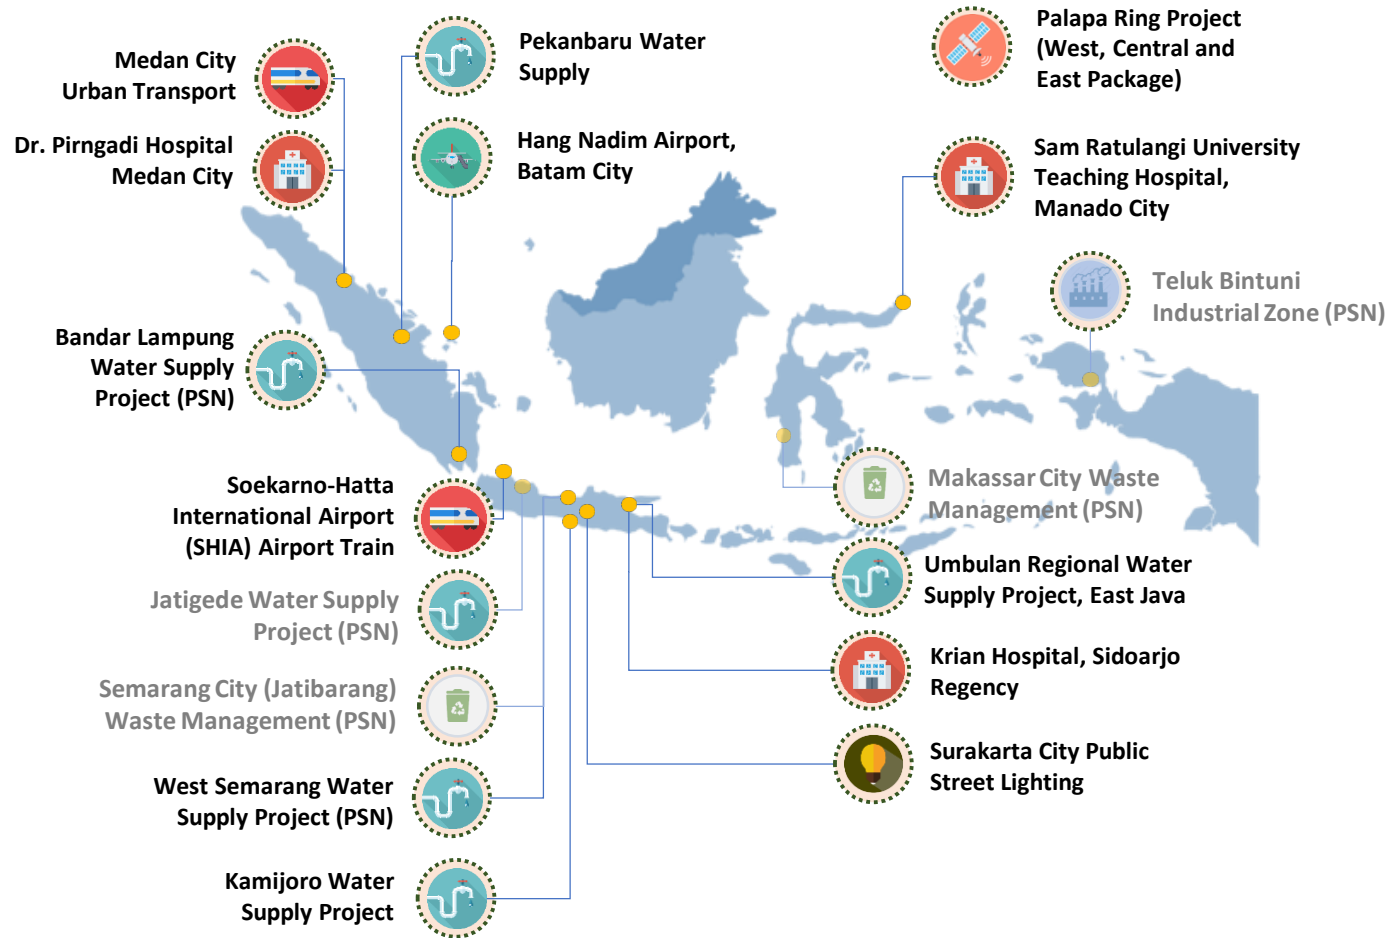 Medan City
Urban Transport
Dr. Pirngadi Hospital
Medan City
Pekanbaru Water
Supply
Hang Nadim Airport,
Batam City
Palapa Ring Project
(West, Central and
East Package)
Sam Ratulangi University
Teaching Hospital,
Manado City
Teluk Bintuni
Industrial Zone (PSN)
Bandar Lampung
Water Supply
Project (PSN)
Soekarno-Hatta
International Airport
(SHIA) Airport Train
Jatigede Water Supply
Project (PSN)
Semarang City (Jatibarang)
Waste Management (PSN)
West Semarang Water
Supply Project (PSN)
Kamijoro Water
Supply Project
Makassar City Waste
Management (PSN)
Umbulan Regional Water
Supply Project, East Java
Krian Hospital, Sidoarjo
Regency
Surakarta City Public
Street Lighting